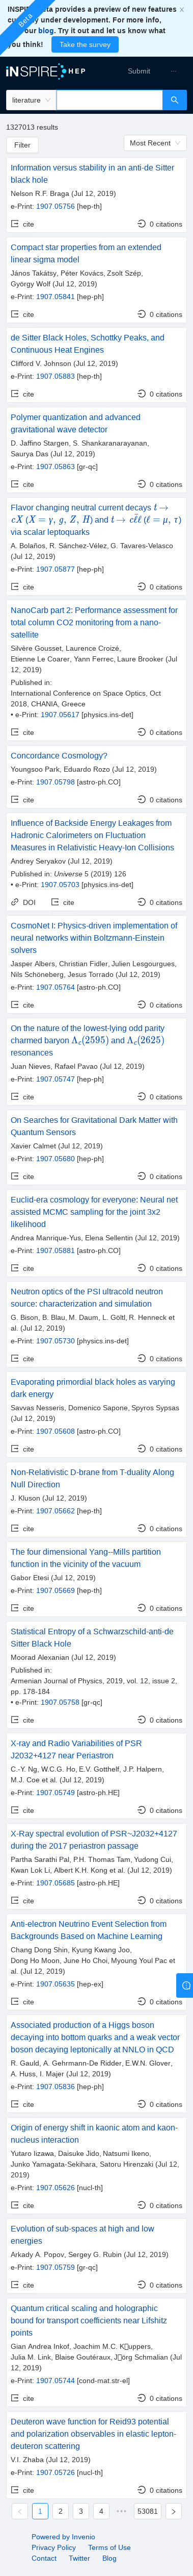 INSPIRE Beta provides a preview of new features
currently under development. For more info,
our blog. Try it out and let us know what
you think!
Take the survey
Beta
INSPIRE HEP
Submit
...
literature
1327013 results
Filter
Most Recent
Information versus stability in an anti-de Sitter
black hole
Nelson R.F. Braga (Jul 12, 2019)
e-Print: 1907.05756 [hep-th]
cite 0 citations
Compact star properties from an extended
linear sigma model
János Takátsy, Péter Kovács, Zsolt Szép,
György Wolf (Jul 12, 2019)
e-Print: 1907.05841 [hep-ph]
cite 0 citations
de Sitter Black Holes, Schottky Peaks, and
Continuous Heat Engines
Clifford V. Johnson (Jul 12, 2019)
e-Print: 1907.05883 [hep-th]
cite 0 citations
Polymer quantization and advanced
gravitational wave detector
D. Jaffino Stargen, S. Shankaranarayanan,
Saurya Das (Jul 12, 2019)
e-Print: 1907.05863 [gr-qc]
cite 0 citations
Flavor changing neutral current decays t →
cX (X = γ, g, Z, H) and t → cℓ̄ℓ (ℓ = μ, τ)
via scalar leptoquarks
A. Bolaños, R. Sánchez-Vélez, G. Tavares-Velasco
(Jul 12, 2019)
e-Print: 1907.05877 [hep-ph]
cite 0 citations
NanoCarb part 2: Performance assessment for
total column CO2 monitoring from a nano-
satellite
Silvère Gousset, Laurence Croizé,
Etienne Le Coarer, Yann Ferrec, Laure Brooker (Jul
12, 2019)
Published in:
International Conference on Space Optics, Oct
2018, CHANIA, Greece
• e-Print: 1907.05617 [physics.ins-det]
cite 0 citations
Concordance Cosmology?
Youngsoo Park, Eduardo Rozo (Jul 12, 2019)
e-Print: 1907.05798 [astro-ph.CO]
cite 0 citations
Influence of Backside Energy Leakages from
Hadronic Calorimeters on Fluctuation
Measures in Relativistic Heavy-Ion Collisions
Andrey Seryakov (Jul 12, 2019)
Published in: Universe 5 (2019) 126
• e-Print: 1907.05703 [physics.ins-det]
DOI cite 0 citations
CosmoNet I: Physics-driven implementation of
neural networks within Boltzmann-Einstein
solvers
Jasper Albers, Christian Fidler, Julien Lesgourgues,
Nils Schöneberg, Jesus Torrado (Jul 12, 2019)
e-Print: 1907.05764 [astro-ph.CO]
cite 0 citations
On the nature of the lowest-lying odd parity
charmed baryon Λc(2595) and Λc(2625)
resonances
Juan Nieves, Rafael Pavao (Jul 12, 2019)
e-Print: 1907.05747 [hep-ph]
cite 0 citations
On Searches for Gravitational Dark Matter with
Quantum Sensors
Xavier Calmet (Jul 12, 2019)
e-Print: 1907.05680 [hep-ph]
cite 0 citations
Euclid-era cosmology for everyone: Neural net
assisted MCMC sampling for the joint 3x2
likelihood
Andrea Manrique-Yus, Elena Sellentin (Jul 12, 2019)
e-Print: 1907.05881 [astro-ph.CO]
cite 0 citations
Neutron optics of the PSI ultracold neutron
source: characterization and simulation
G. Bison, B. Blau, M. Daum, L. Göltl, R. Henneck et
al. (Jul 12, 2019)
e-Print: 1907.05730 [physics.ins-det]
cite 0 citations
Evaporating primordial black holes as varying
dark energy
Savvas Nesseris, Domenico Sapone, Spyros Sypsas
(Jul 12, 2019)
e-Print: 1907.05608 [astro-ph.CO]
cite 0 citations
Non-Relativistic D-brane from T-duality Along
Null Direction
J. Kluson (Jul 12, 2019)
e-Print: 1907.05662 [hep-th]
cite 0 citations
The four dimensional Yang--Mills partition
function in the vicinity of the vacuum
Gabor Etesi (Jul 12, 2019)
e-Print: 1907.05669 [hep-th]
cite 0 citations
Statistical Entropy of a Schwarzschild-anti-de
Sitter Black Hole
Moorad Alexanian (Jul 12, 2019)
Published in:
Armenian Journal of Physics, 2019, vol. 12, issue 2,
pp. 178-184
• e-Print: 1907.05758 [gr-qc]
cite 0 citations
X-ray and Radio Variabilities of PSR
J2032+4127 near Periastron
C.-Y. Ng, W.C.G. Ho, E.V. Gotthelf, J.P. Halpern,
M.J. Coe et al. (Jul 12, 2019)
e-Print: 1907.05749 [astro-ph.HE]
cite 0 citations
X-Ray spectral evolution of PSR~J2032+4127
during the 2017 periastron passage
Partha Sarathi Pal, P.H. Thomas Tam, Yudong Cui,
Kwan Lok Li, Albert K.H. Kong et al. (Jul 12, 2019)
e-Print: 1907.05685 [astro-ph.HE]
cite 0 citations
Anti-electron Neutrino Event Selection from
Backgrounds Based on Machine Learning
Chang Dong Shin, Kyung Kwang Joo,
Dong Ho Moon, June Ho Choi, Myoung Youl Pac et
al. (Jul 12, 2019)
e-Print: 1907.05635 [hep-ex]
cite 0 citations
Associated production of a Higgs boson
decaying into bottom quarks and a weak vector
boson decaying leptonically at NNLO in QCD
R. Gauld, A. Gehrmann-De Ridder, E.W.N. Glover,
A. Huss, I. Majer (Jul 12, 2019)
e-Print: 1907.05836 [hep-ph]
cite 0 citations
Origin of energy shift in kaonic atom and kaon-
nucleus interaction
Yutaro Iizawa, Daisuke Jido, Natsumi Ikeno,
Junko Yamagata-Sekihara, Satoru Hirenzaki (Jul 12,
2019)
e-Print: 1907.05626 [nucl-th]
cite 0 citations
Evolution of sub-spaces at high and low
energies
Arkady A. Popov, Sergey G. Rubin (Jul 12, 2019)
e-Print: 1907.05759 [gr-qc]
cite 0 citations
Quantum critical scaling and holographic
bound for transport coefficients near Lifshitz
points
Gian Andrea Inkof, Joachim M.C. K▯uppers,
Julia M. Link, Blaise Goutéraux, J▯org Schmalian (Jul 12,
2019)
e-Print: 1907.05744 [cond-mat.str-el]
cite 0 citations
Deuteron wave function for Reid93 potential
and polarization observables in elastic lepton-
deuteron scattering
V.I. Zhaba (Jul 12, 2019)
e-Print: 1907.05726 [nucl-th]
cite 0 citations
1 2 3 4 ••• 53081
Powered by Invenio
Privacy Policy Terms of Use
Contact Twitter Blog